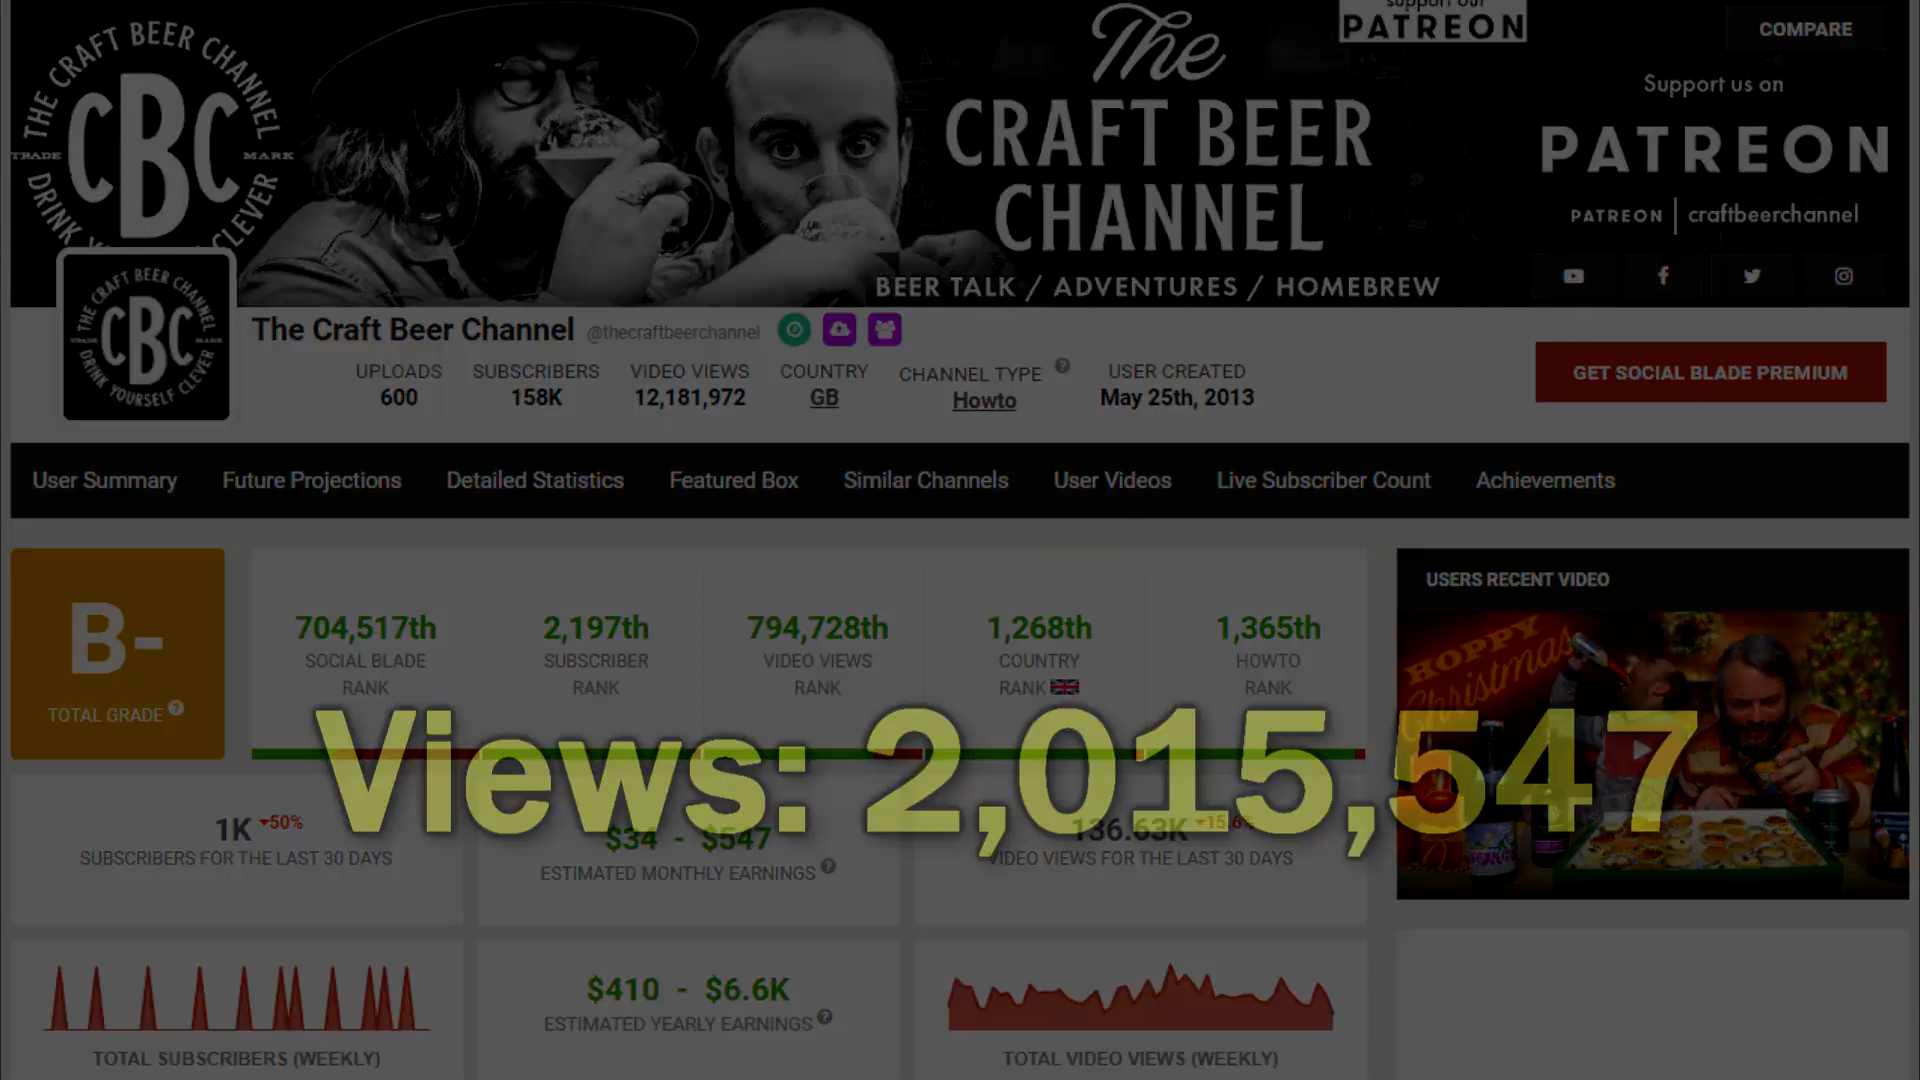 THE CRAFT BEER CHANNEL
CBC
TRADE MARK
DRINK YOURSELF CLEVER
The
CRAFT BEER
CHANNEL
BEER TALK / ADVENTURES / HOMEBREW
support our
PATREON
COMPARE
Support us on
PATREON
PATREON | craftbeerchannel
THE CRAFT BEER CHANNEL
CBC
TRADE MARK
DRINK YOURSELF CLEVER
The Craft Beer Channel @thecraftbeerchannel
UPLOADS
600
SUBSCRIBERS
158K
VIDEO VIEWS
12,181,972
COUNTRY
GB
CHANNEL TYPE
Howto
USER CREATED
May 25th, 2013
GET SOCIAL BLADE PREMIUM
User Summary Future Projections Detailed Statistics Featured Box Similar Channels User Videos Live Subscriber Count Achievements
B-
TOTAL GRADE
704,517th
SOCIAL BLADE
RANK
2,197th
SUBSCRIBER
RANK
794,728th
VIDEO VIEWS
RANK
1,268th
COUNTRY
RANK
1,365th
HOWTO
RANK
USERS RECENT VIDEO
HOPPY
Christmas
Views: 2,015,547
1K 50%
SUBSCRIBERS FOR THE LAST 30 DAYS
$34 - $547
ESTIMATED MONTHLY EARNINGS
136.63K 15.6%
VIDEO VIEWS FOR THE LAST 30 DAYS
TOTAL SUBSCRIBERS (WEEKLY)
$410 - $6.6K
ESTIMATED YEARLY EARNINGS
TOTAL VIDEO VIEWS (WEEKLY)